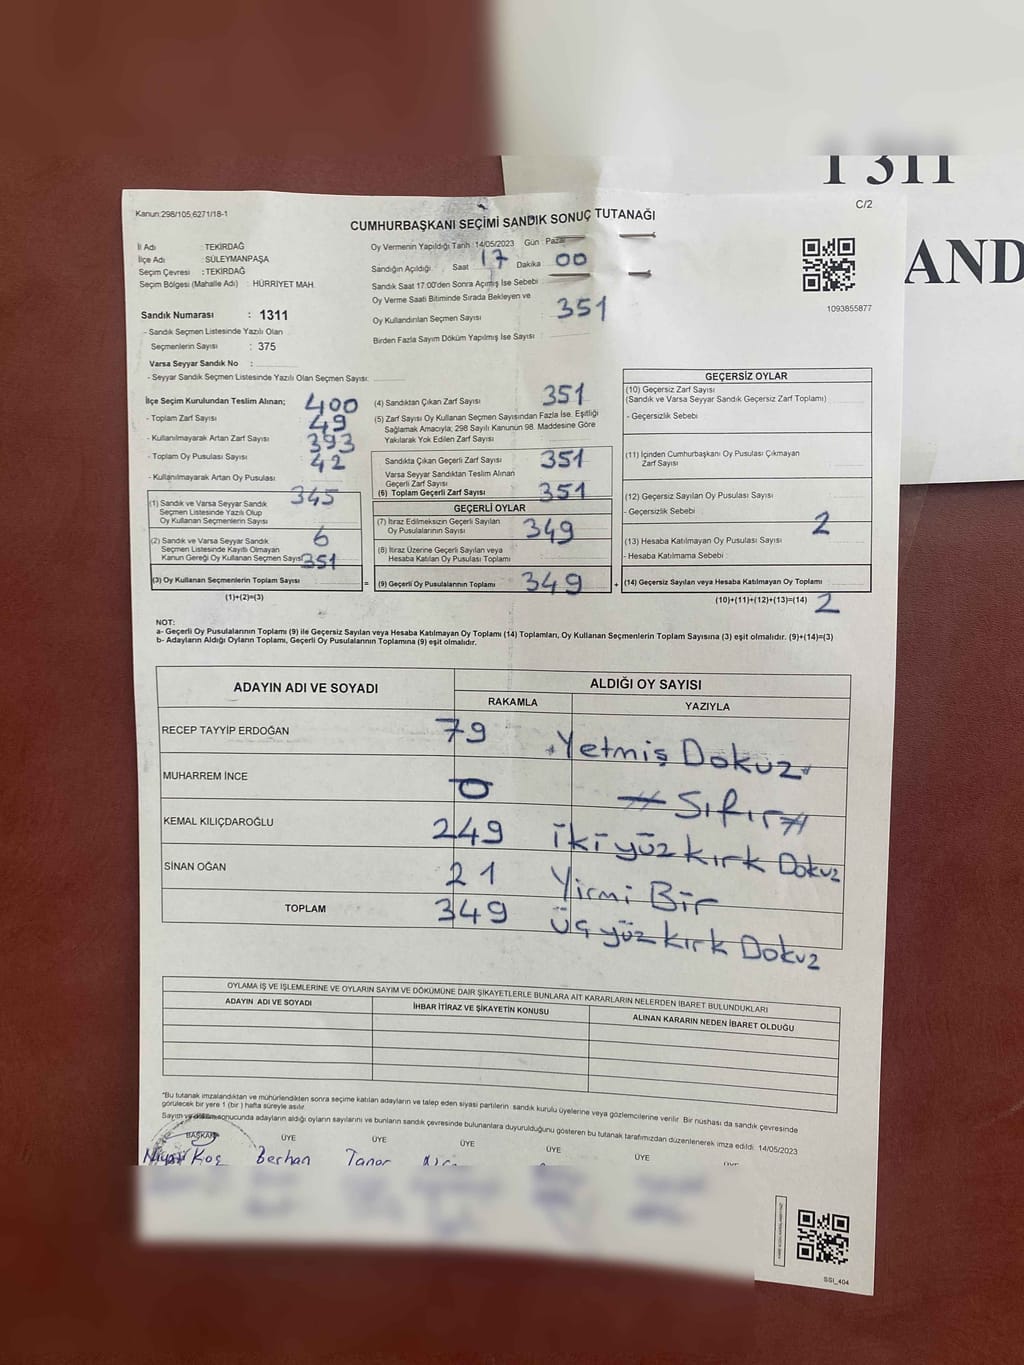 1311
AND
C/2
Kanun:298/105,6271/18-1
CUMHURBAŞKANI SEÇİMİ SANDIK SONUÇ TUTANAĞI
İl Adı : TEKİRDAĞ
İlçe Adı : SÜLEYMANPAŞA
Seçim Çevresi : TEKİRDAĞ
Seçim Bölgesi (Mahalle Adı) : HÜRRİYET MAH.
Oy Vermenin Yapıldığı Tarih :14/05/2023 Gün : Pazar
Sandığın Açıldığı Saat 17 Dakika 00
Sandık Saat 17.00'den Sonra Açılmış İse Sebebi
Oy Verme Saati Bitiminde Sırada Bekleyen ve
Oy Kullandırılan Seçmen Sayısı 351
Birden Fazla Sayım Döküm Yapılmış İse Sayısı
1093855877
Sandık Numarası : 1311
- Sandık Seçmen Listesinde Yazılı Olan
Seçmenlerin Sayısı : 375
Varsa Seyyar Sandık No :
- Seyyar Sandık Seçmen Listesinde Yazılı Olan Seçmen Sayısı:
İlçe Seçim Kurulundan Teslim Alınan; 400
- Toplam Zarf Sayısı 49
- Kullanılmayarak Artan Zarf Sayısı 393
- Toplam Oy Pusulası Sayısı 42
- Kullanılmayarak Artan Oy Pusulası
345
(1) Sandık ve Varsa Seyyar Sandık
Seçmen Listesinde Yazılı Olup
Oy Kullanan Seçmenlerin Sayısı
(2) Sandık ve Varsa Seyyar Sandık 6
Seçmen Listesinde Kayıtlı Olmayan
Kanun Gereği Oy Kullanan Seçmen Sayısı 351
(3) Oy Kullanan Seçmenlerin Toplam Sayısı
(1)+(2)=(3)
(4) Sandıktan Çıkan Zarf Sayısı 351
(5) Zarf Sayısı Oy Kullanan Seçmen Sayısından Fazla İse, Eşitliği
Sağlamak Amacıyla; 298 Sayılı Kanunun 98. Maddesine Göre
Yakılarak Yok Edilen Zarf Sayısı
Sandıkta Çıkan Geçerli Zarf Sayısı 351
Varsa Seyyar Sandıktan Teslim Alınan
Geçerli Zarf Sayısı
(6) Toplam Geçerli Zarf Sayısı 351
GEÇERLİ OYLAR
(7) İtiraz Edilmeksizin Geçerli Sayılan
Oy Pusulalarının Sayısı 349
(8) İtiraz Üzerine Geçerli Sayılan veya
Hesaba Katılan Oy Pusulası Toplamı
= (9) Geçerli Oy Pusulalarının Toplamı 349 +
GEÇERSİZ OYLAR
(10) Geçersiz Zarf Sayısı
(Sandık ve Varsa Seyyar Sandık Geçersiz Zarf Toplamı)
- Geçersizlik Sebebi
(11) İçinden Cumhurbaşkanı Oy Pusulası Çıkmayan
Zarf Sayısı
(12) Geçersiz Sayılan Oy Pusulası Sayısı
- Geçersizlik Sebebi
2
(13) Hesaba Katılmayan Oy Pusulası Sayısı
- Hesaba Katılmama Sebebi
(14) Geçersiz Sayılan veya Hesaba Katılmayan Oy Toplamı
(10)+(11)+(12)+(13)=(14) 2
NOT:
a- Geçerli Oy Pusulalarının Toplamı (9) ile Geçersiz Sayılan veya Hesaba Katılmayan Oy Toplamı (14) Toplamları, Oy Kullanan Seçmenlerin Toplam Sayısına (3) eşit olmalıdır. (9)+(14)=(3)
b- Adayların Aldığı Oyların Toplamı, Geçerli Oy Pusulalarının Toplamına (9) eşit olmalıdır.
ADAYIN ADI VE SOYADI ALDIĞI OY SAYISI
RAKAMLA YAZIYLA
RECEP TAYYİP ERDOĞAN 79 Yetmiş Dokuz
MUHARREM İNCE 0 Sıfır
KEMAL KILIÇDAROĞLU 249 iki yüz kırk Dokuz
SİNAN OĞAN 21 Yirmi Bir
TOPLAM 349 üç yüz kırk Dokuz
OYLAMA İŞ VE İŞLEMLERİNE VE OYLARIN SAYIM VE DÖKÜMÜNE DAİR ŞİKAYETLERLE BUNLARA AİT KARARLARIN NELERDEN İBARET BULUNDUKLARI
ADAYIN ADI VE SOYADI İHBAR İTİRAZ VE ŞİKAYETİN KONUSU ALINAN KARARIN NEDEN İBARET OLDUĞU
*Bu tutanak imzalandıktan ve mühürlendikten sonra seçime katılan adayların ve talep eden siyasi partilerin sandık kurulu üyelerine veya gözlemcilerine verilir. Bir nüshası da sandık çevresinde
görülecek bir yere 1 (bir) hafta süreyle asılır.
Sayım ve döküm sonucunda adayların aldığı oyların sayılarını ve bunların sandık çevresinde bulunanlara duyurulduğunu gösteren bu tutanak tarafımızdan düzenlenerek imza edildi. 14/05/2023
BAŞKAN ÜYE ÜYE ÜYE ÜYE ÜYE
Koç Berhan Taner
SSI_404